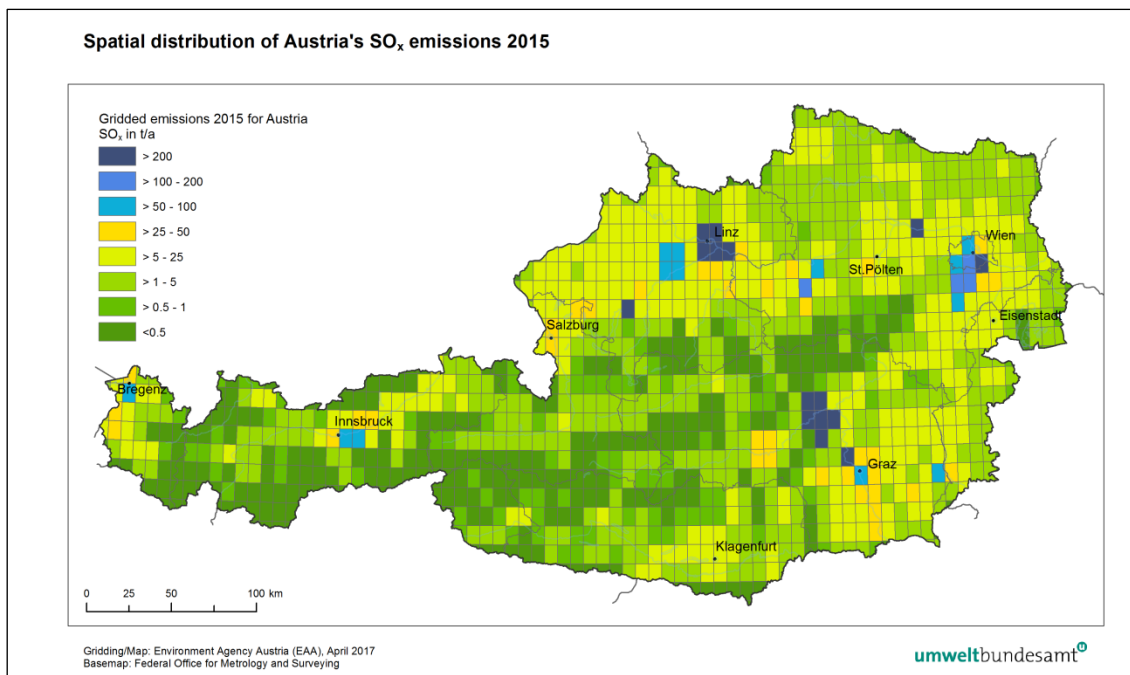 Spatial distribution of Austria's SOx emissions 2015
Gridded emissions 2015 for Austria
SOx in t/a
> 200
> 100 - 200
> 50 - 100
> 25 - 50
> 5 - 25
> 1 - 5
> 0.5 - 1
<0.5
Linz
Wien
St.Pölten
Eisenstadt
Salzburg
Bregenz
Innsbruck
Graz
Klagenfurt
0 25 50 100 km
Gridding/Map: Environment Agency Austria (EAA), April 2017
Basemap: Federal Office for Metrology and Surveying
umweltbundesamt